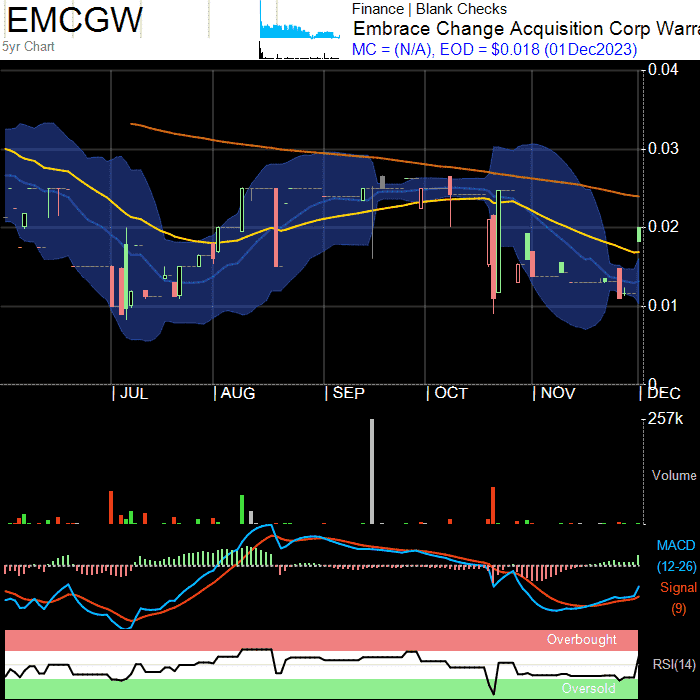 EMCGW
5yr Chart
Finance | Blank Checks
Embrace Change Acquisition Corp Warra
MC = (N/A), EOD = $0.018 (01Dec2023)
0.04
0.03
0.02
0.01
0
JUL AUG SEP OCT NOV DEC
257k
Volume
MACD
(12-26)
Signal
(9)
Overbought
RSI(14)
Oversold